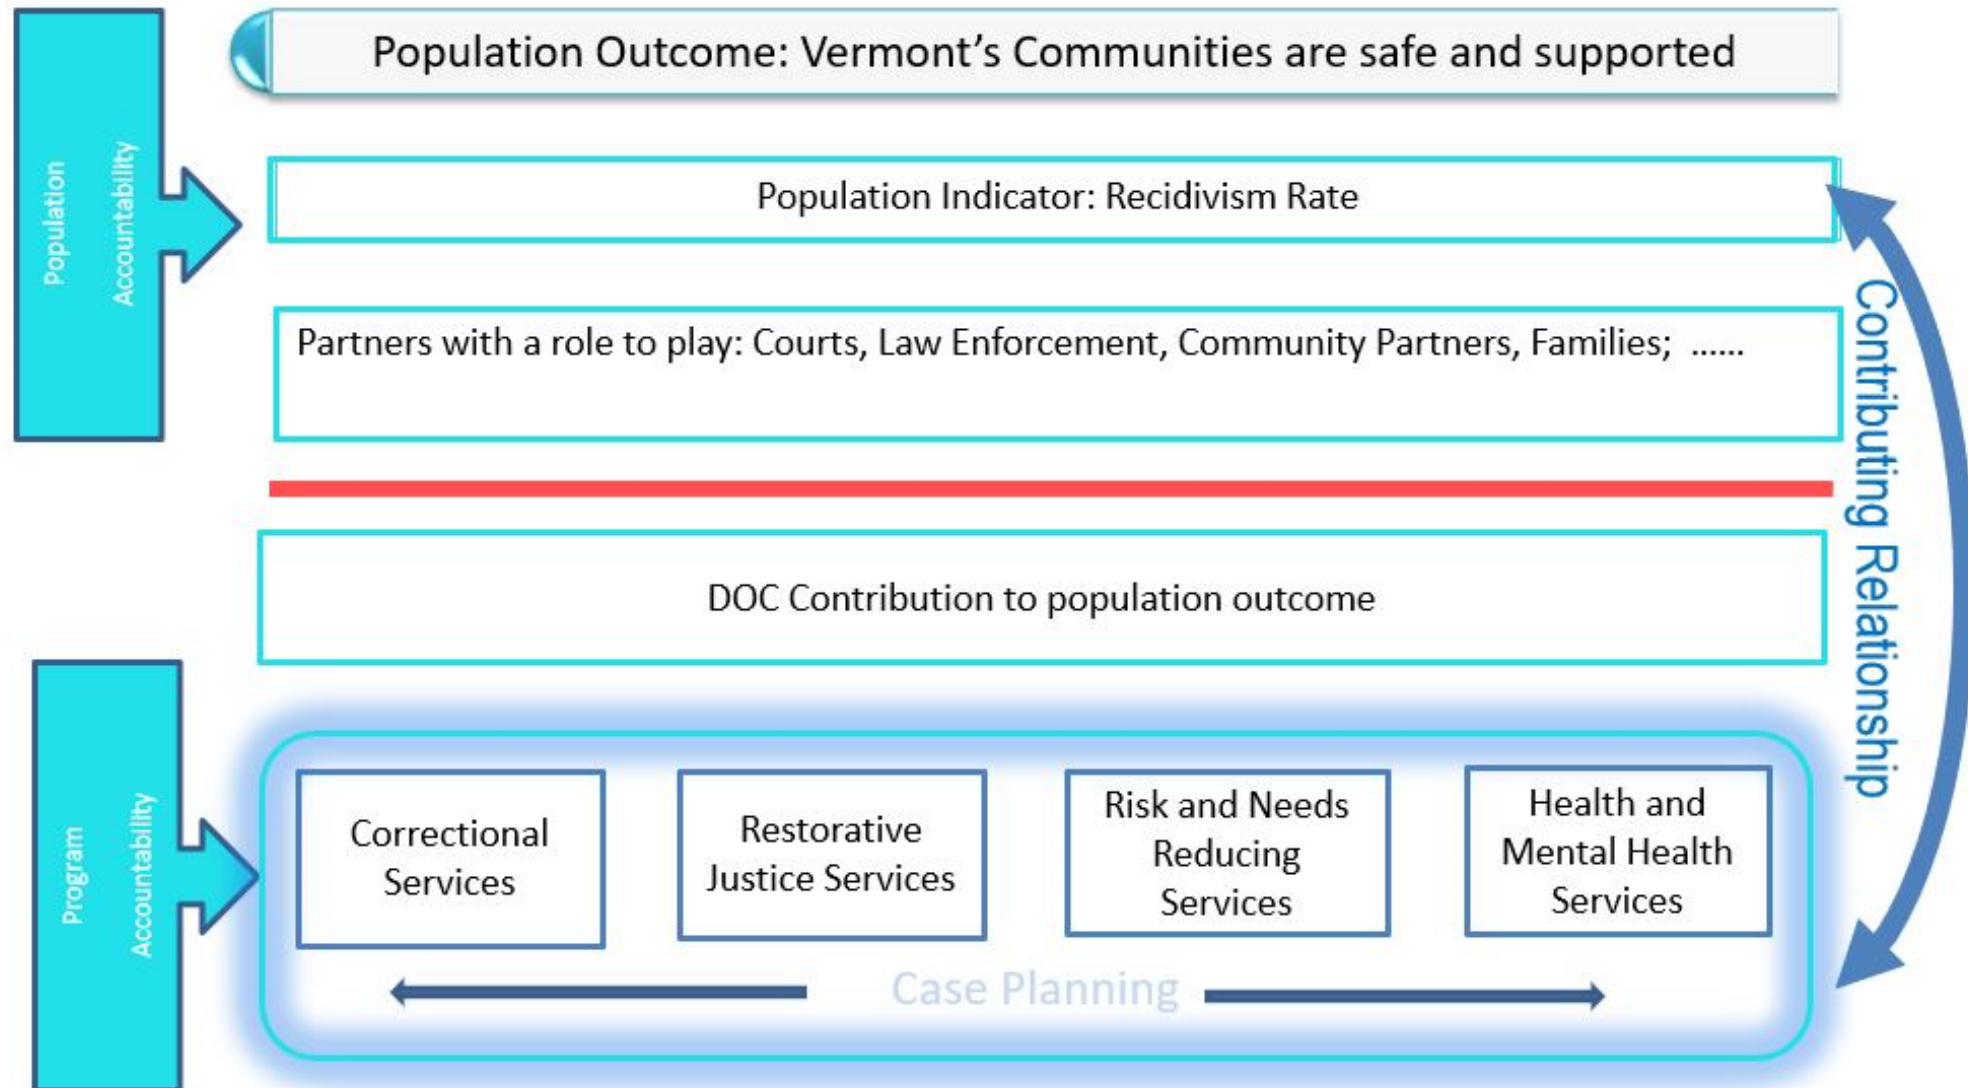 Population Outcome: Vermont’s Communities are safe and supported
Population
Accountability
Population Indicator: Recidivism Rate
Partners with a role to play: Courts, Law Enforcement, Community Partners, Families;  ......
Contributing Relationship
DOC Contribution to population outcome
Program
Accountability
Correctional
Services
Restorative
Justice Services
Risk and Needs
Reducing
Services
Health and
Mental Health
Services
Case Planning